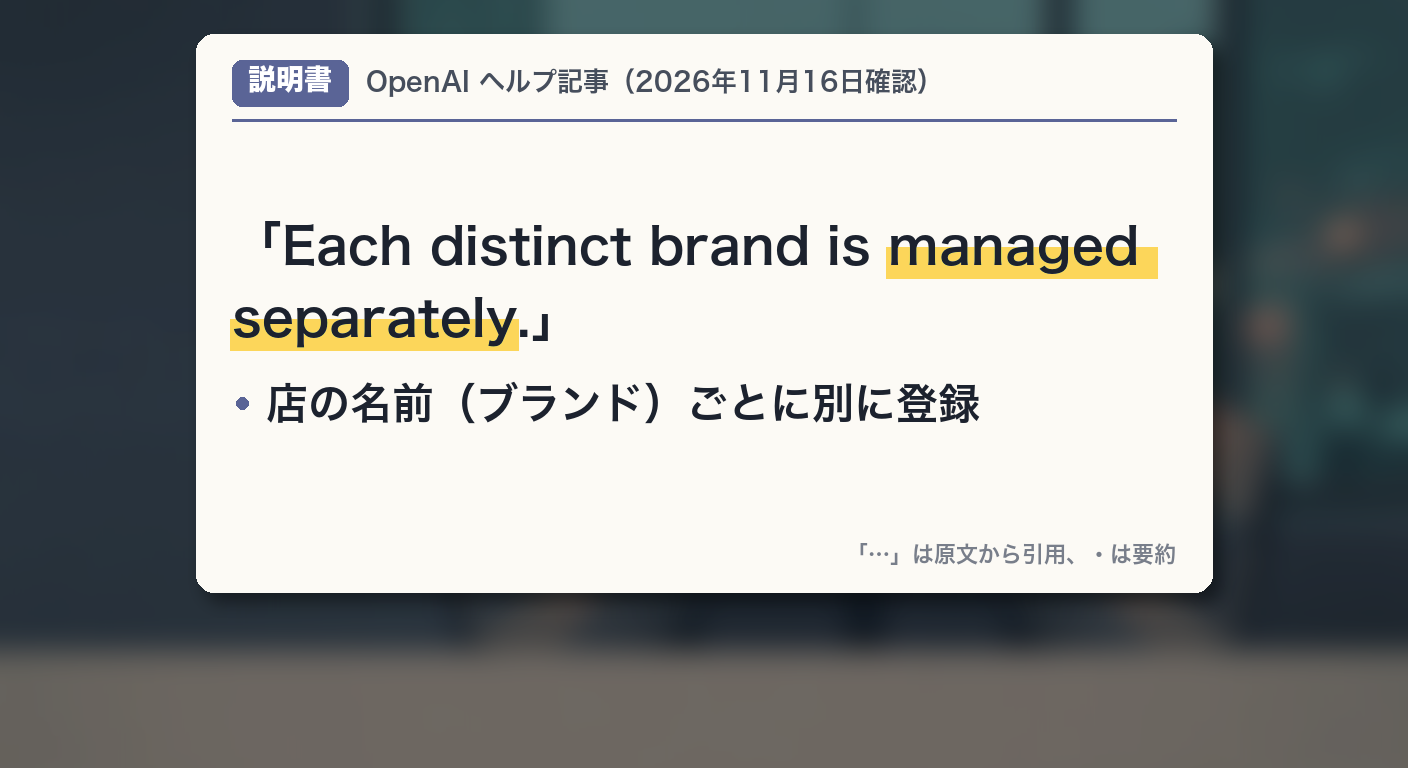 説明書 OpenAI ヘルプ記事（2026年11月16日確認）
「Each distinct brand is managed
separately.」
• 店の名前（ブランド）ごとに別に登録
「…」は原文から引用、・は要約